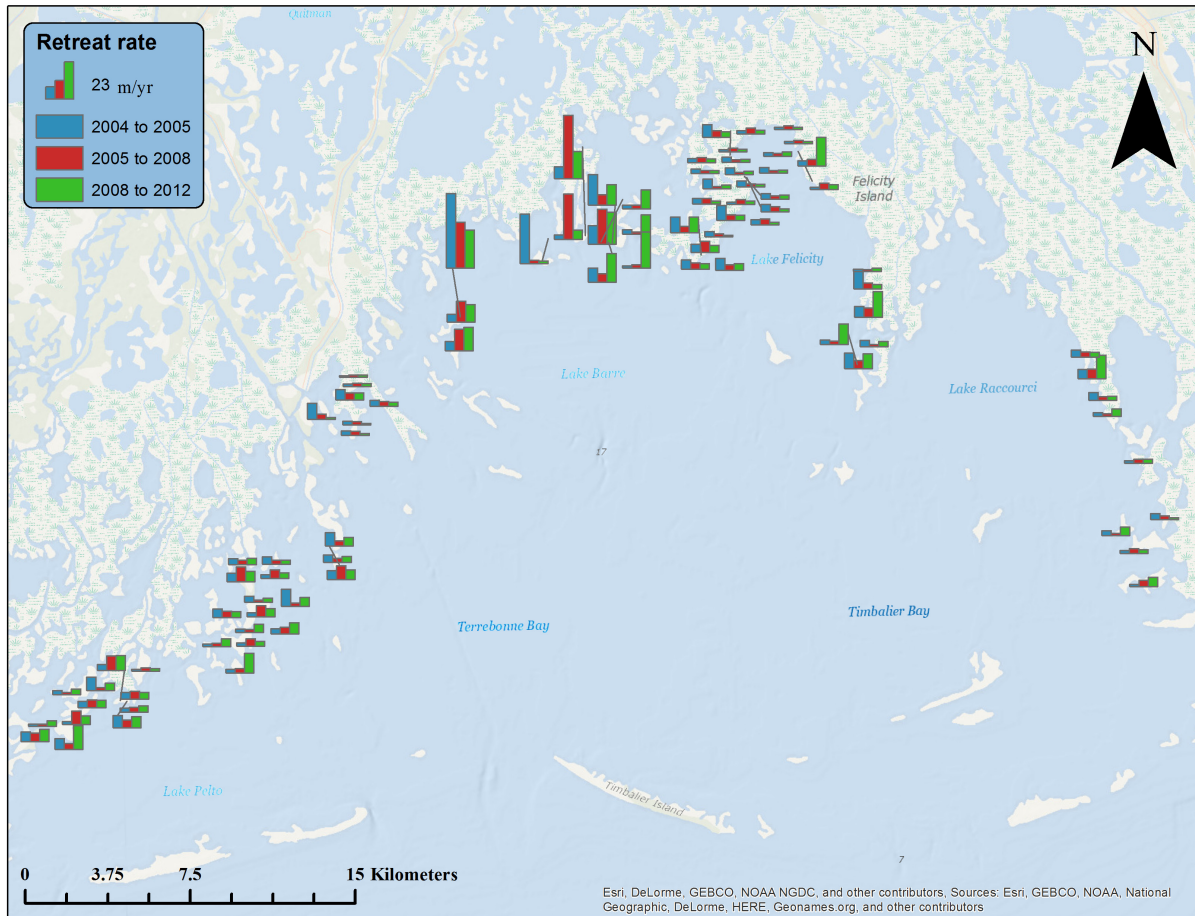 Quitman
Retreat rate
23 m/yr
2004 to 2005
2005 to 2008
2008 to 2012
N
Felicity
Island
Lake Felicity
Lake Barre
Lake Raccourci
17
Terrebonne Bay
Timbalier Bay
Lake Pelto
Timbalier Island
7
0 3.75 7.5 15 Kilometers
Esri, DeLorme, GEBCO, NOAA NGDC, and other contributors, Sources: Esri, GEBCO, NOAA, National
Geographic, DeLorme, HERE, Geonames.org, and other contributors